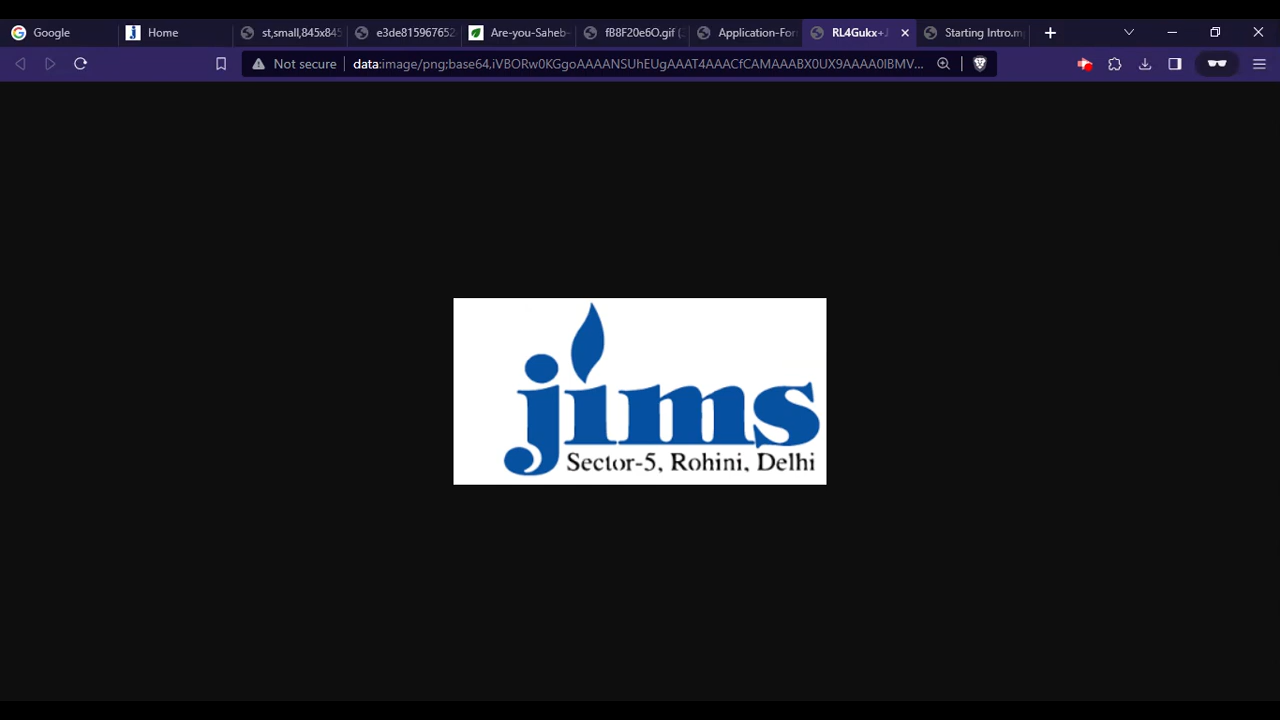 Google
Home
st,small,845x845
e3de815967652
Are-you-Saheb-
fB8F20e6O.gif (
Application-For
RL4Gukx+J
Starting Intro.m
Not secure
data:image/png;base64,iVBORw0KGgoAAAANSUhEUgAAAT4AAACfCAMAAABX0UX9AAAA0IBMV...
jims
Sector-5, Rohini, Delhi